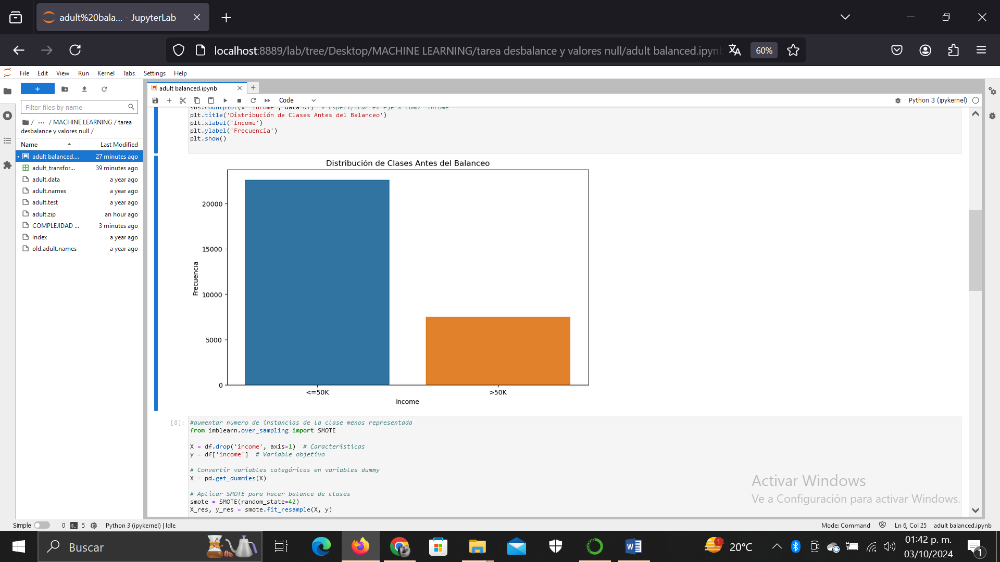 adult%20bala... - JupyterLab
localhost:8889/lab/tree/Desktop/MACHINE LEARNING/tarea desbalance y valores null/adult balanced.ipynb
60%
File Edit View Run Kernel Tabs Settings Help
adult balanced.ipynb
Code
Python 3 (ipykernel)
Filter files by name
/ ... / MACHINE LEARNING / tarea
desbalance y valores null /
Name Last Modified
adult balanced.... 27 minutes ago
adult_transfor... 39 minutes ago
adult.data a year ago
adult.names a year ago
adult.test a year ago
adult.zip an hour ago
COMPLEJIDAD ... 3 minutes ago
Index a year ago
old.adult.names a year ago
sns.countplot(x='income', data=df) # Especificar el eje x como 'income'
plt.title('Distribución de Clases Antes del Balanceo')
plt.xlabel('Income')
plt.ylabel('Frecuencia')
plt.show()
Distribución de Clases Antes del Balanceo
20000
15000
10000
5000
0
Frecuencia
<=50K
>50K
Income
[8]:
#aumentar numero de instancias de la clase menos representada
from imblearn.over_sampling import SMOTE
X = df.drop('income', axis=1) # Características
y = df['income'] # Variable objetivo
# Convertir variables categóricas en variables dummy
X = pd.get_dummies(X)
# Aplicar SMOTE para hacer balance de clases
smote = SMOTE(random_state=42)
X_res, y_res = smote.fit_resample(X, y)
Activar Windows
Ve a Configuración para activar Windows.
Simple 0 5 Python 3 (ipykernel) | Idle
Mode: Command Ln 6, Col 25 adult balanced.ipynb
Buscar
1
20°C
01:42 p. m.
03/10/2024
1